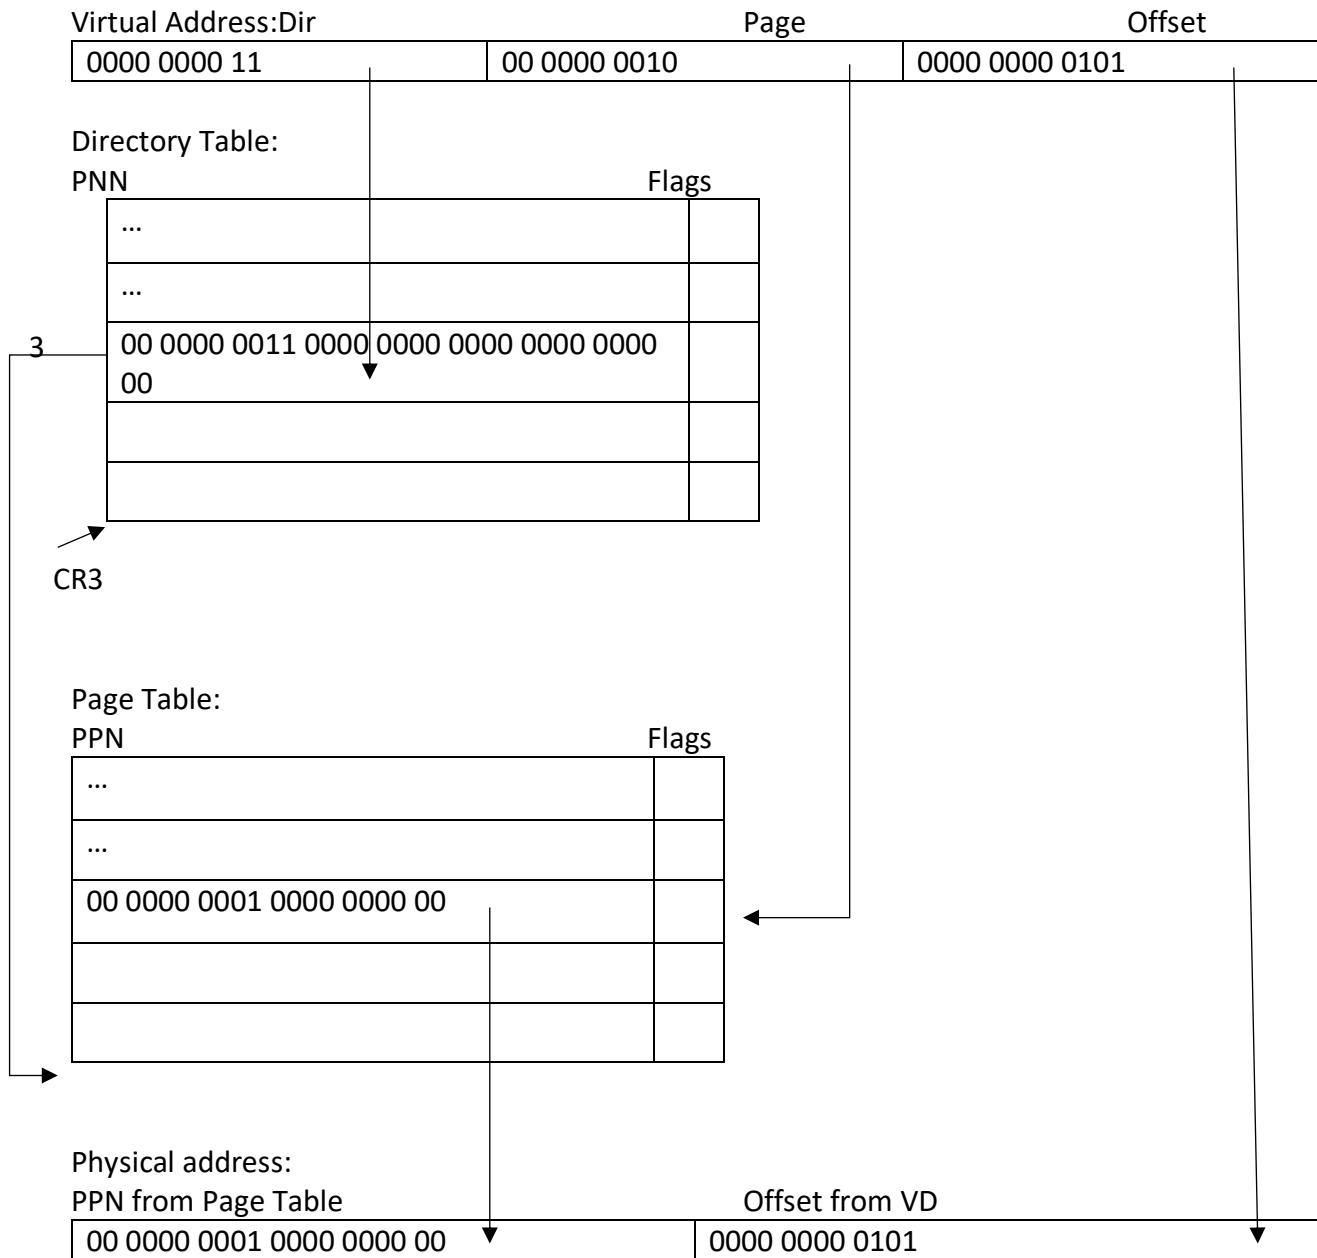 Virtual Address:Dir Page Offset
0000 0000 11 00 0000 0010 0000 0000 0101
Directory Table:
PNN Flags
...
...
3 00 0000 0011 0000 0000 0000 0000 0000
00
CR3
Page Table:
PPN Flags
...
...
00 0000 0001 0000 0000 00
Physical address:
PPN from Page Table Offset from VD
00 0000 0001 0000 0000 00 0000 0000 0101